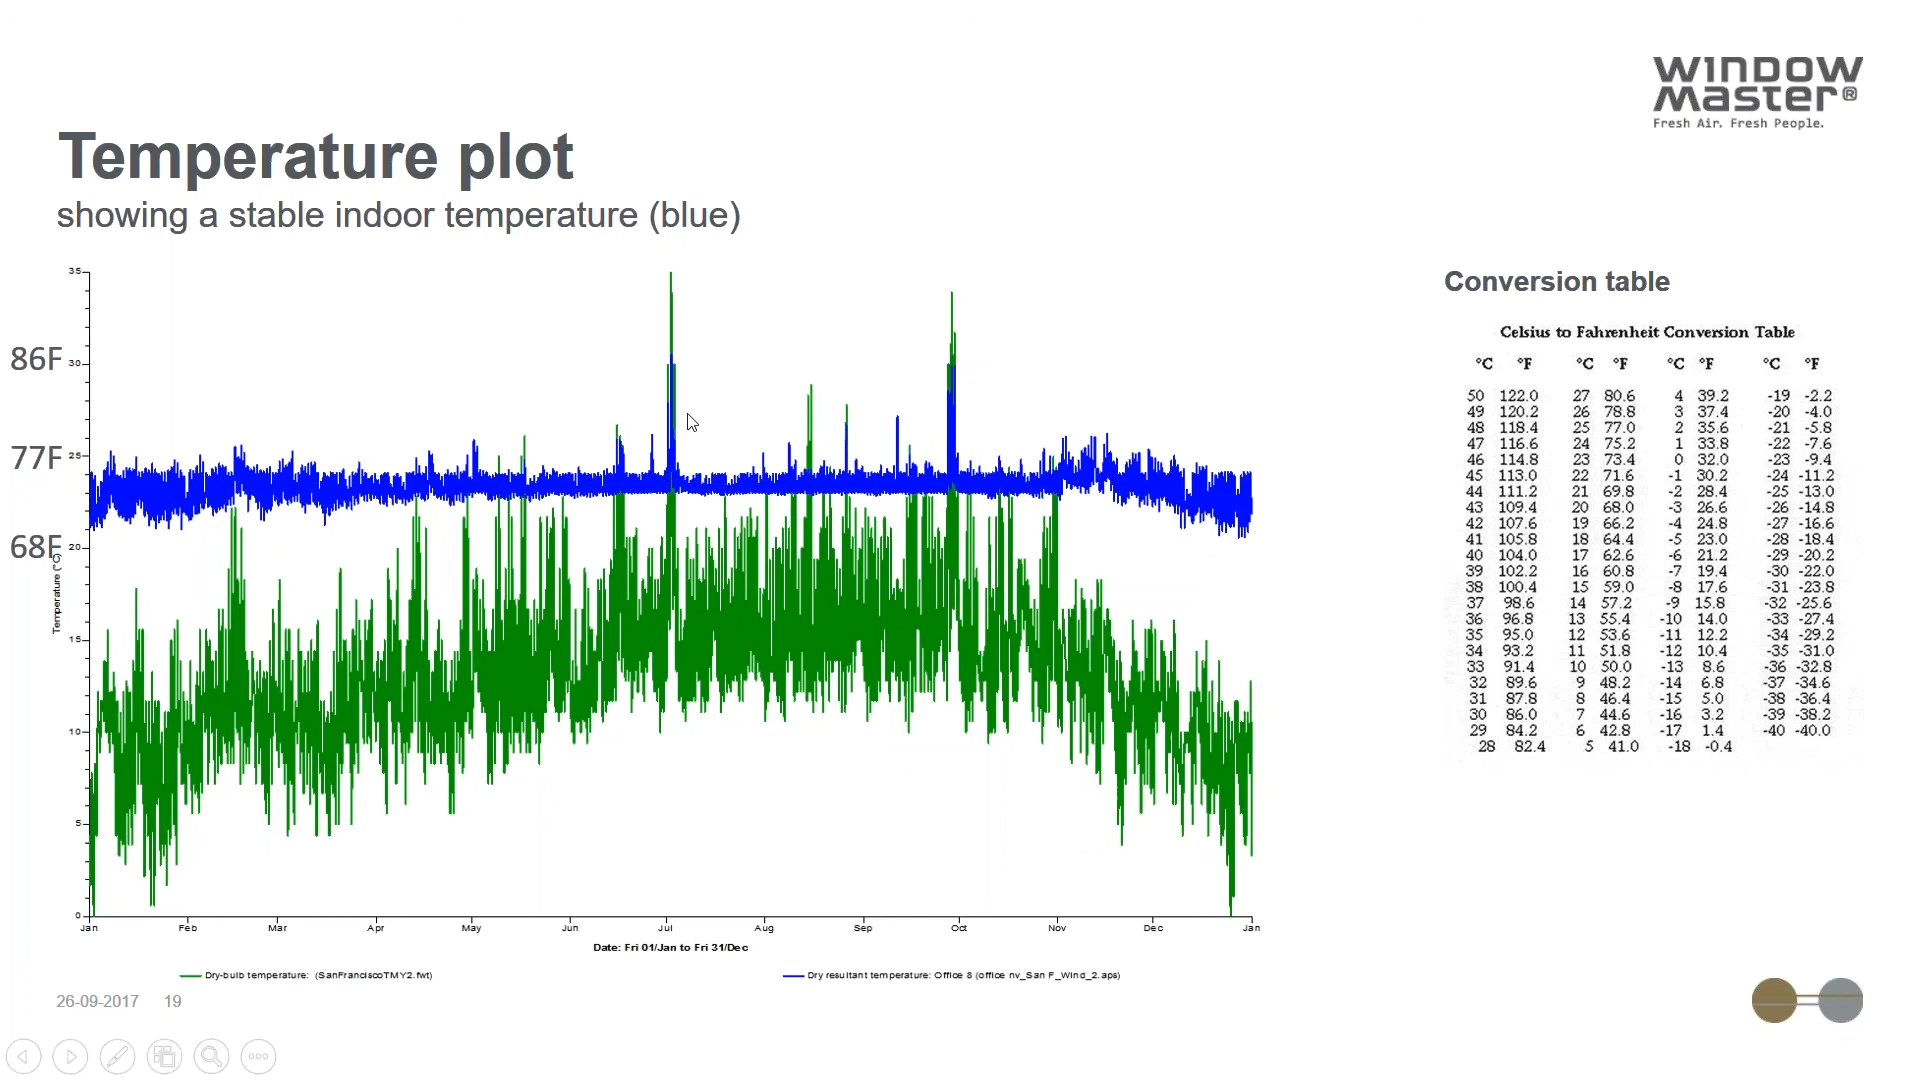 WINDOW
Master®
Fresh Air. Fresh People.
Temperature plot
showing a stable indoor temperature (blue)
35
86F 30
77F 25
68F 20
15
10
5
0
Temperature (°C)
Jan Feb Mar Apr May Jun Jul Aug Sep Oct Nov Dec Jan
Date: Fri 01/Jan to Fri 31/Dec
Dry-bulb temperature: (SanFranciscoTMY2.fwt) Dry resultant temperature: Office 8 (office nv_San F_Wind_2.aps)
Conversion table
Celsius to Fahrenheit Conversion Table
°C °F °C °F °C °F °C °F
50 122.0 27 80.6 4 39.2 -19 -2.2
49 120.2 26 78.8 3 37.4 -20 -4.0
48 118.4 25 77.0 2 35.6 -21 -5.8
47 116.6 24 75.2 1 33.8 -22 -7.6
46 114.8 23 73.4 0 32.0 -23 -9.4
45 113.0 22 71.6 -1 30.2 -24 -11.2
44 111.2 21 69.8 -2 28.4 -25 -13.0
43 109.4 20 68.0 -3 26.6 -26 -14.8
42 107.6 19 66.2 -4 24.8 -27 -16.6
41 105.8 18 64.4 -5 23.0 -28 -18.4
40 104.0 17 62.6 -6 21.2 -29 -20.2
39 102.2 16 60.8 -7 19.4 -30 -22.0
38 100.4 15 59.0 -8 17.6 -31 -23.8
37 98.6 14 57.2 -9 15.8 -32 -25.6
36 96.8 13 55.4 -10 14.0 -33 -27.4
35 95.0 12 53.6 -11 12.2 -34 -29.2
34 93.2 11 51.8 -12 10.4 -35 -31.0
33 91.4 10 50.0 -13 8.6 -36 -32.8
32 89.6 9 48.2 -14 6.8 -37 -34.6
31 87.8 8 46.4 -15 5.0 -38 -36.4
30 86.0 7 44.6 -16 3.2 -39 -38.2
29 84.2 6 42.8 -17 1.4 -40 -40.0
28 82.4 5 41.0 -18 -0.4
26-09-2017 19